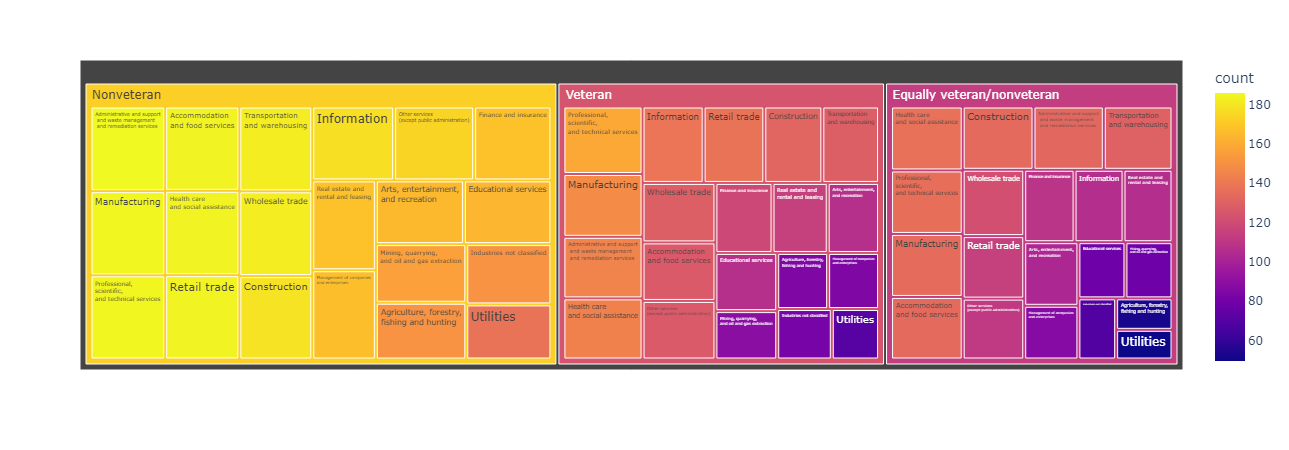 Nonveteran
Administrative and support
and waste management
and remediation services
Accommodation
and food services
Transportation
and warehousing
Information
Other services
(except public administration)
Finance and insurance
Manufacturing
Health care
and social assistance
Wholesale trade
Real estate and
rental and leasing
Arts, entertainment,
and recreation
Educational services
Professional,
scientific,
and technical services
Retail trade
Construction
Management of companies
and enterprises
Mining, quarrying,
and oil and gas extraction
Industries not classified
Agriculture, forestry,
fishing and hunting
Utilities
Veteran
Professional,
scientific,
and technical services
Information
Retail trade
Construction
Transportation
and warehousing
Manufacturing
Wholesale trade
Finance and insurance
Real estate and
rental and leasing
Arts, entertainment,
and recreation
Administrative and support
and waste management
and remediation services
Accommodation
and food services
Educational services
Agriculture, forestry,
fishing and hunting
Management of companies
and enterprises
Health care
and social assistance
Other services
(except public administration)
Mining, quarrying,
and oil and gas extraction
Industries not classified
Utilities
Equally veteran/nonveteran
Health care
and social assistance
Construction
Administrative and support
and waste management
and remediation services
Transportation
and warehousing
Professional,
scientific,
and technical services
Wholesale trade
Finance and insurance
Information
Real estate and
rental and leasing
Manufacturing
Retail trade
Arts, entertainment,
and recreation
Educational services
Mining, quarrying,
and oil and gas extraction
Accommodation
and food services
Other services
(except public administration)
Management of companies
and enterprises
Industries not classified
Agriculture, forestry,
fishing and hunting
Utilities
count
180
160
140
120
100
80
60